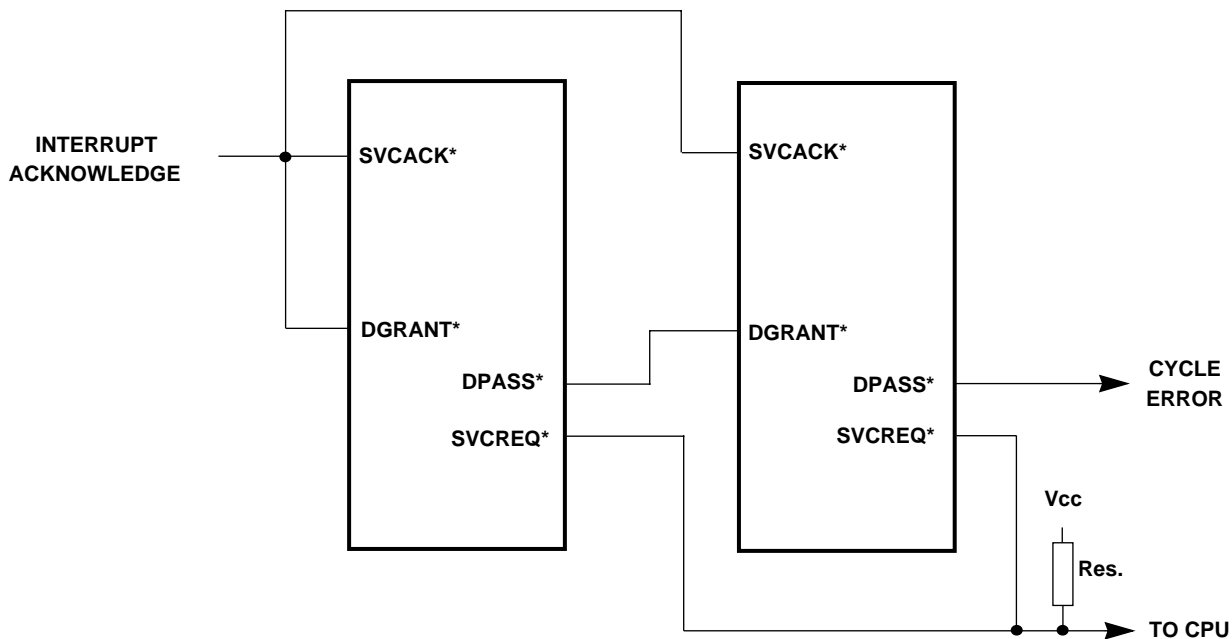 INTERRUPT
ACKNOWLEDGE
SVCACK*
DGRANT*
DPASS*
SVCREQ*
SVCACK*
DGRANT*
DPASS*
SVCREQ*
CYCLE
ERROR
Vcc
Res.
TO CPU